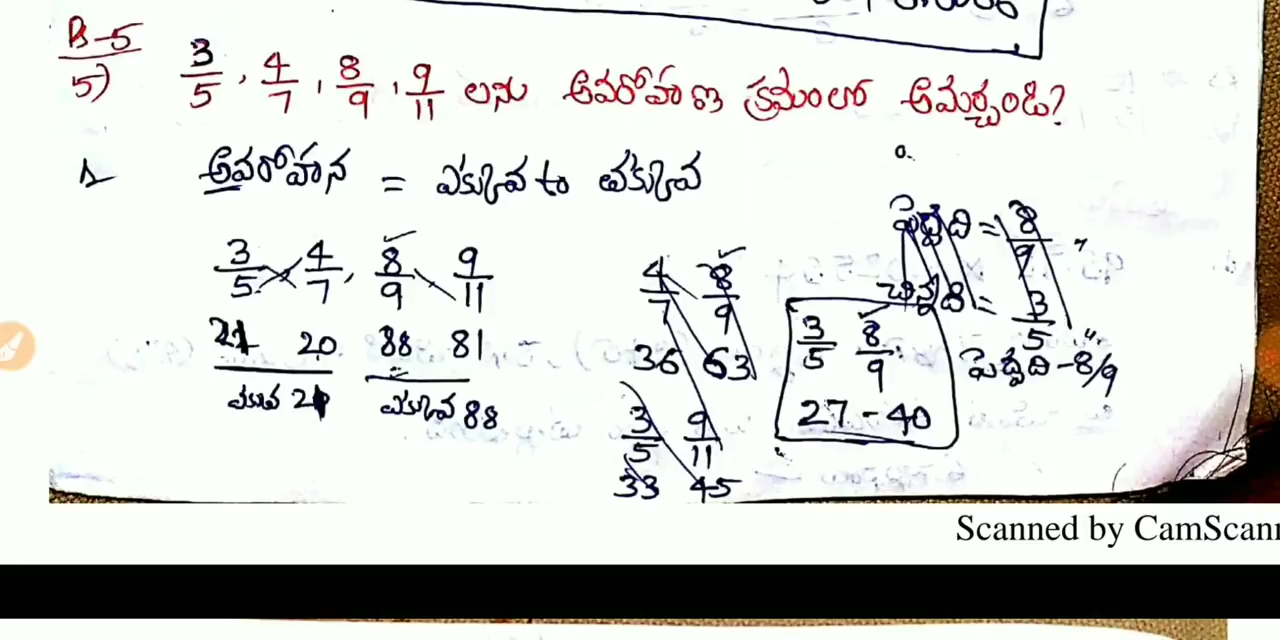 B-5
5) 3/5, 4/7, 8/9, 9/11 లను అవరోహణ క్రమంలో అమర్చండి?
అవరోహన = ఎక్కువ to తక్కువ
పెద్దది = 8/9
చిన్నది = 3/5
3/5 4/7, 8/9 9/11
21 20 88 81
ఎక్కువ 88
4/7 8/9
36 63
3/5 9/11
33 45
3/5 8/9
27 - 40
పెద్దది - 8/9
Scanned by CamScann